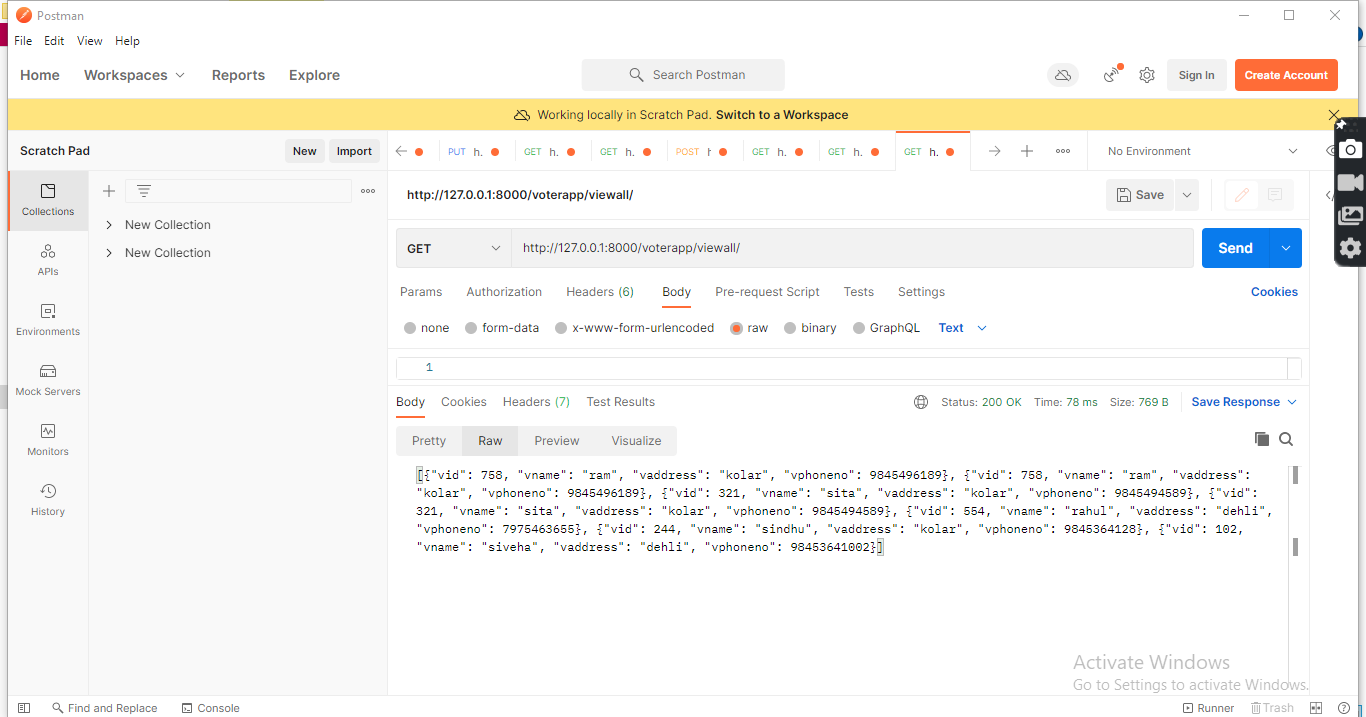 Postman
File Edit View Help
Home Workspaces Reports Explore Search Postman Sign In Create Account
Working locally in Scratch Pad. Switch to a Workspace
Scratch Pad New Import PUT h. GET h. GET h. POST h GET h. GET h. GET h. No Environment
Collections
New Collection
New Collection
APIs
Environments
Mock Servers
Monitors
History
http://127.0.0.1:8000/voterapp/viewall/ Save
GET http://127.0.0.1:8000/voterapp/viewall/ Send
Params Authorization Headers (6) Body Pre-request Script Tests Settings Cookies
none form-data x-www-form-urlencoded raw binary GraphQL Text
1
Body Cookies Headers (7) Test Results Status: 200 OK Time: 78 ms Size: 769 B Save Response
Pretty Raw Preview Visualize
[{"vid": 758, "vname": "ram", "vaddress": "kolar", "vphoneno": 9845496189}, {"vid": 758, "vname": "ram", "vaddress":
"kolar", "vphoneno": 9845496189}, {"vid": 321, "vname": "sita", "vaddress": "kolar", "vphoneno": 9845494589}, {"vid":
321, "vname": "sita", "vaddress": "kolar", "vphoneno": 9845494589}, {"vid": 554, "vname": "rahul", "vaddress": "dehli",
"vphoneno": 7975463655}, {"vid": 244, "vname": "sindhu", "vaddress": "kolar", "vphoneno": 9845364128}, {"vid": 102,
"vname": "siveha", "vaddress": "dehli", "vphoneno": 98453641002}]
Activate Windows
Go to Settings to activate Windows.
Find and Replace Console Runner Trash